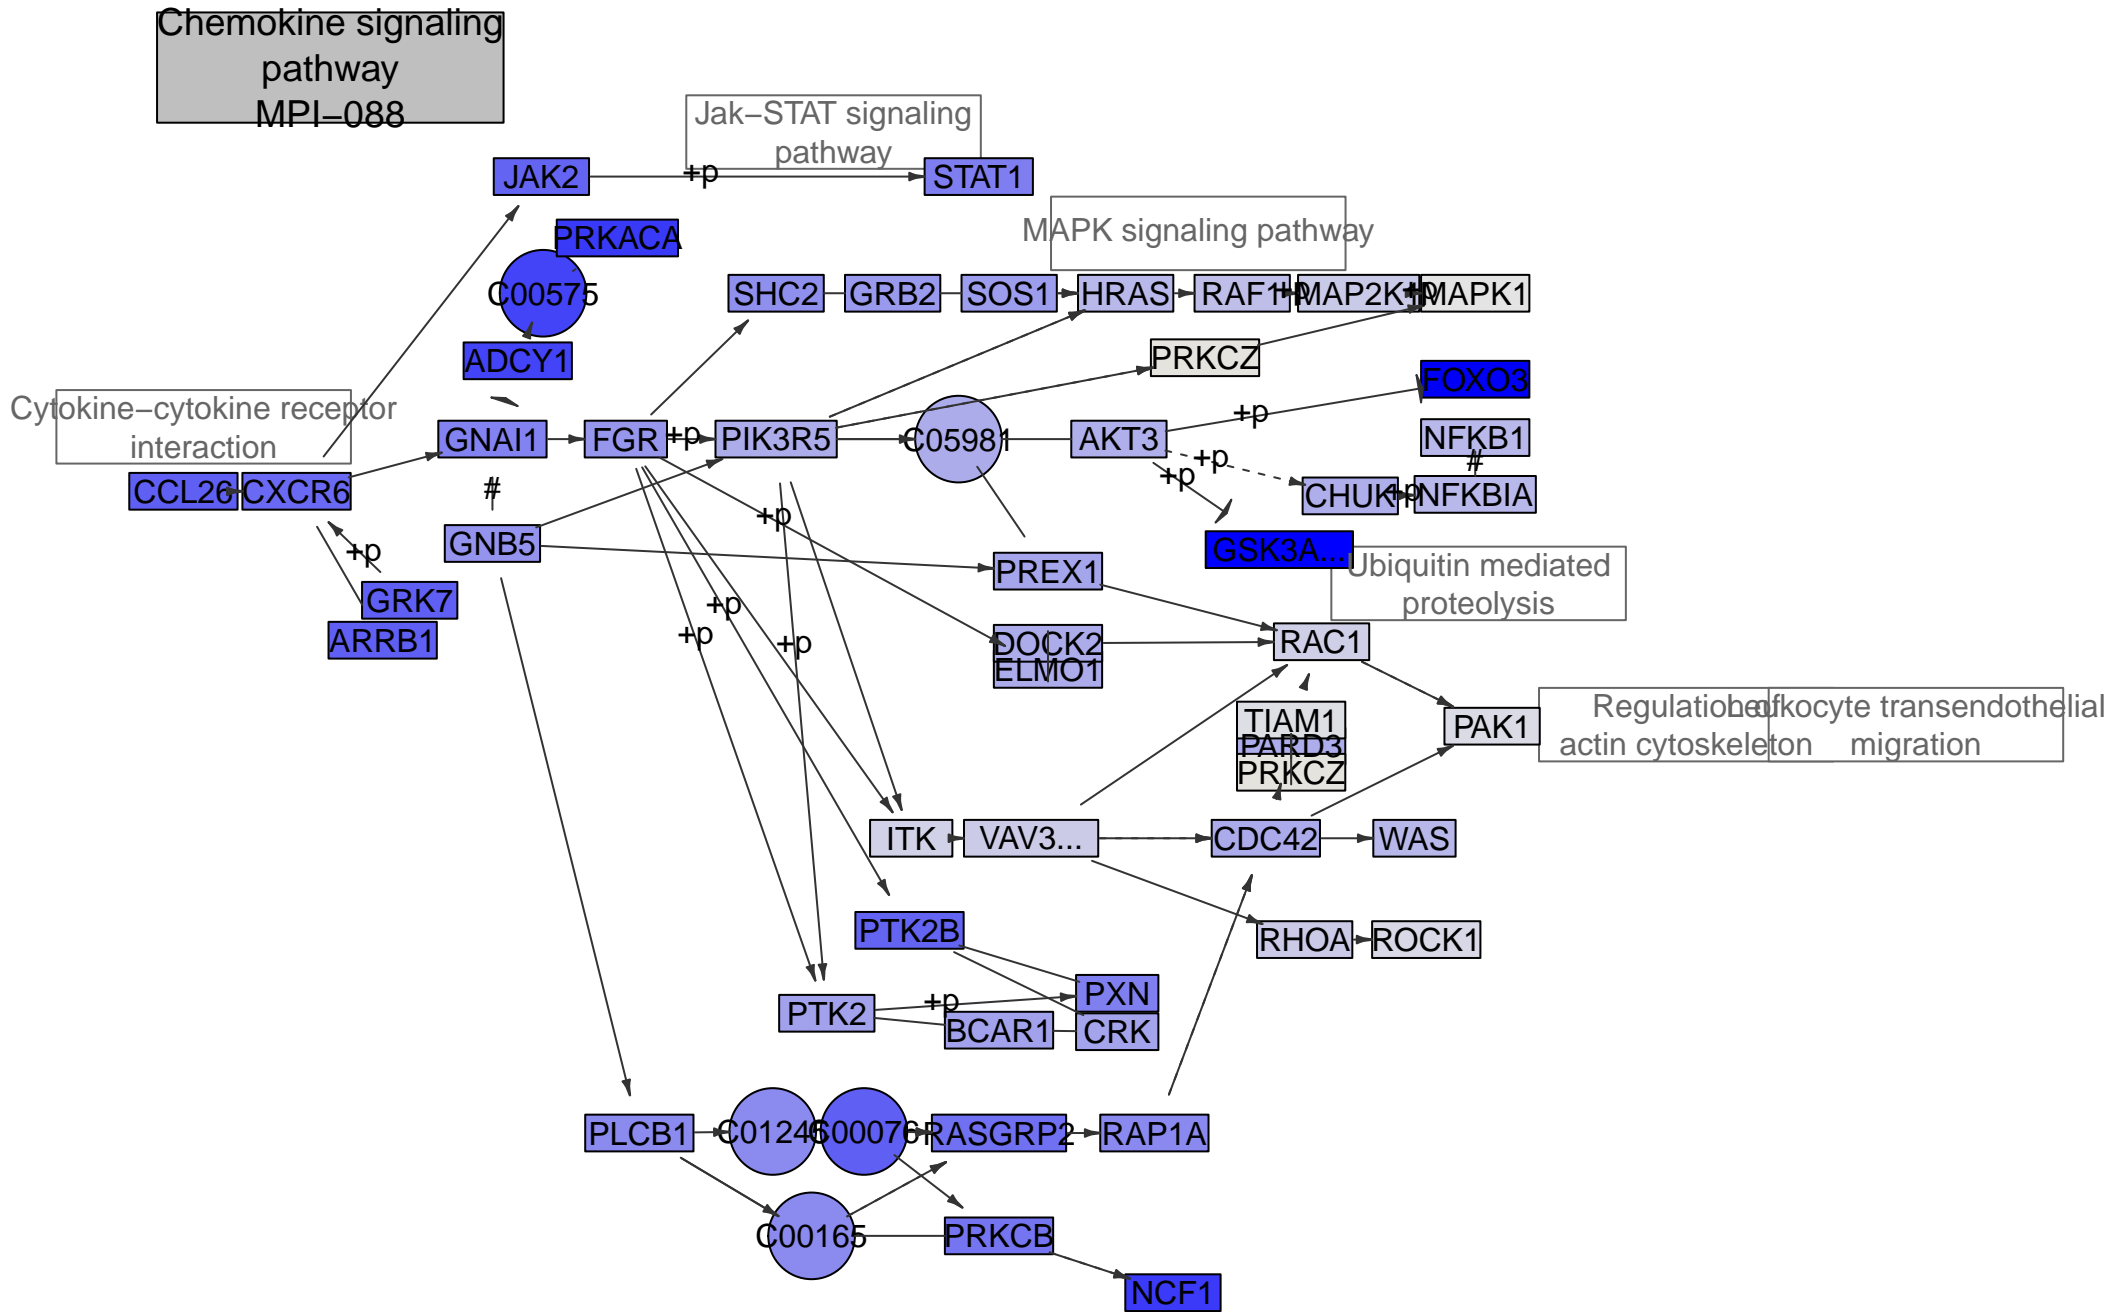 Chemokine signaling
pathway
MPI−088
Jak−STAT signaling
pathway
JAK2
+p
STAT1
PRKACA
MAPK signaling pathway
C00575
SHC2
GRB2
SOS1
HRAS
RAF1
+p
MAP2K1
+p
MAPK1
ADCY1
PRKCZ
FOXO3
+p
Cytokine−cytokine receptor
interaction
GNAI1
FGR
+p
PIK3R5
C05981
AKT3
NFKB1
+p
#
+p
CCL26
CXCR6
#
CHUK
+p
NFKBIA
+p
+p
GNB5
GSK3A...
PREX1
Ubiquitin mediated
proteolysis
GRK7
+p
+p
+p
ARRB1
DOCK2
ELMO1
RAC1
TIAM1
PARD3
PRKCZ
PAK1
Regulation of
actin cytoskeleton
Leukocyte transendothelial
migration
ITK
VAV3...
CDC42
WAS
PTK2B
RHOA
ROCK1
PXN
+p
PTK2
BCAR1
CRK
PLCB1
C01245
C00076
RASGRP2
RAP1A
C00165
PRKCB
NCF1